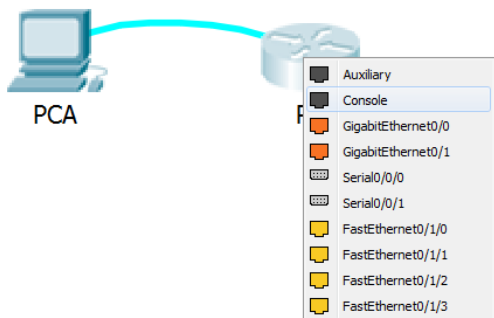 PCA
Auxiliary
Console
GigabitEthernet0/0
GigabitEthernet0/1
Serial0/0/0
Serial0/0/1
FastEthernet0/1/0
FastEthernet0/1/1
FastEthernet0/1/2
FastEthernet0/1/3